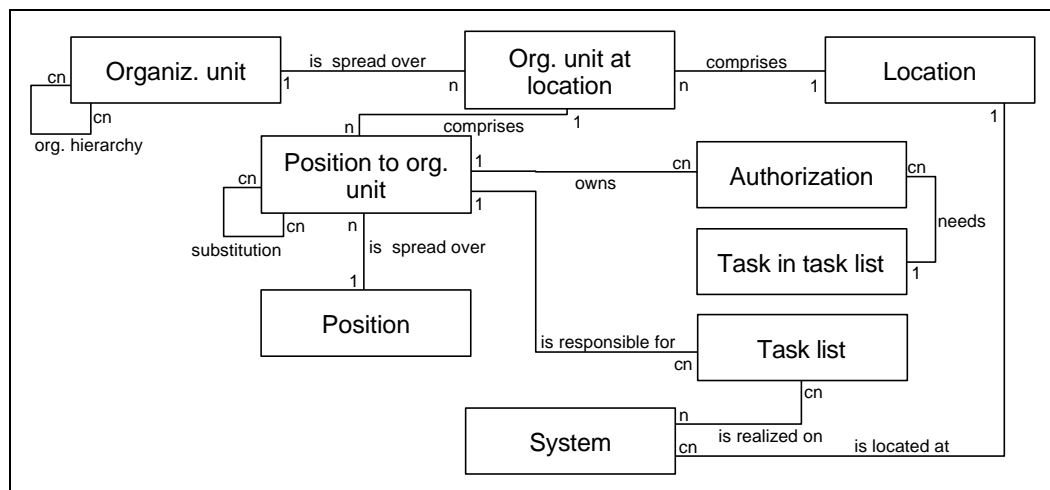 Organiz. unit
cn
cn
org. hierarchy
1
is spread over
n
Org. unit at
location
n
comprises
1
Location
1
1
comprises
n
Position to org.
unit
cn
cn
substitution
1
owns
cn
Authorization
cn
needs
1
Task in task list
1
is responsible for
cn
Task list
cn
n
is spread over
1
Position
n
is realized on
System
cn
is located at